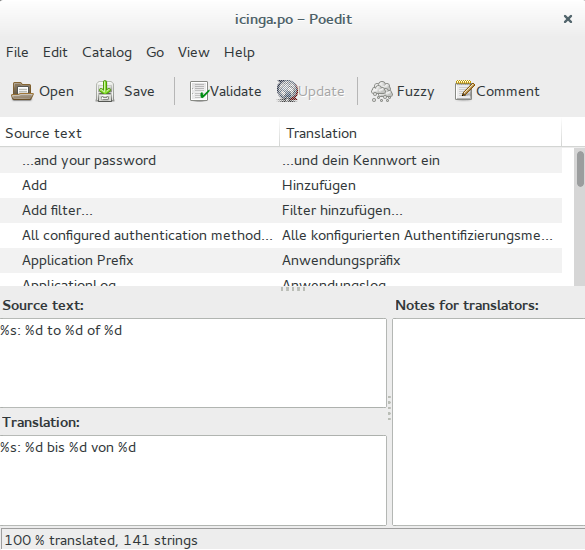 icinga.po – Poedit
File Edit Catalog Go View Help
Open Save Validate Update Fuzzy Comment
Source text Translation
...and your password ...und dein Kennwort ein
Add Hinzufügen
Add filter... Filter hinzufügen...
All configured authentication method... Alle konfigurierten Authentifizierungsme...
Application Prefix Anwendungspräfix
ApplicationLog Anwendungslog
Source text: Notes for translators:
%s: %d to %d of %d
Translation:
%s: %d bis %d von %d
100 % translated, 141 strings